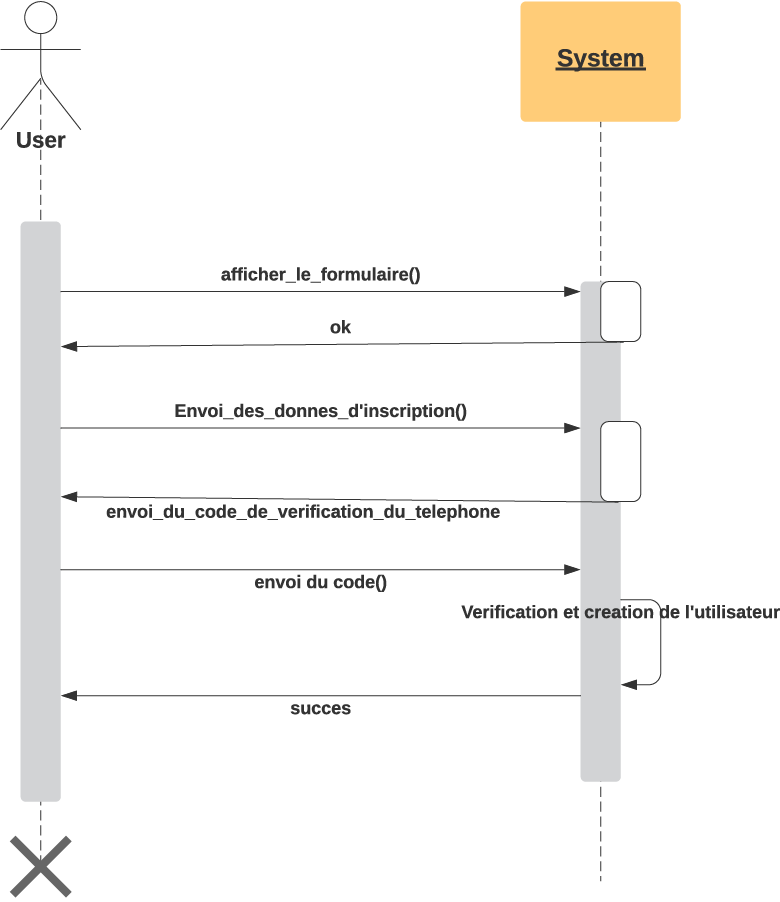 System
User
afficher_le_formulaire()
ok
Envoi_des_donnes_d'inscription()
envoi_du_code_de_verification_du_telephone
envoi du code()
Verification et creation de l'utilisateur
succes